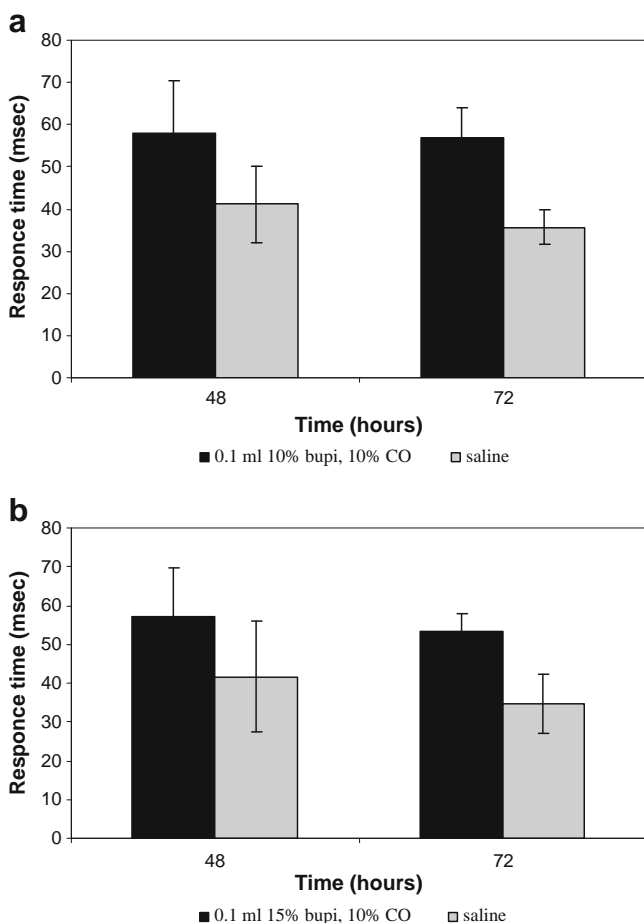 a
80
70
60
50
40
30
20
10
0
Responce time (msec)
48
72
Time (hours)
0.1 ml 10% bupi, 10% CO
saline
b
80
70
60
50
40
30
20
10
0
Responce time (msec)
48
72
Time (hours)
0.1 ml 15% bupi, 10% CO
saline